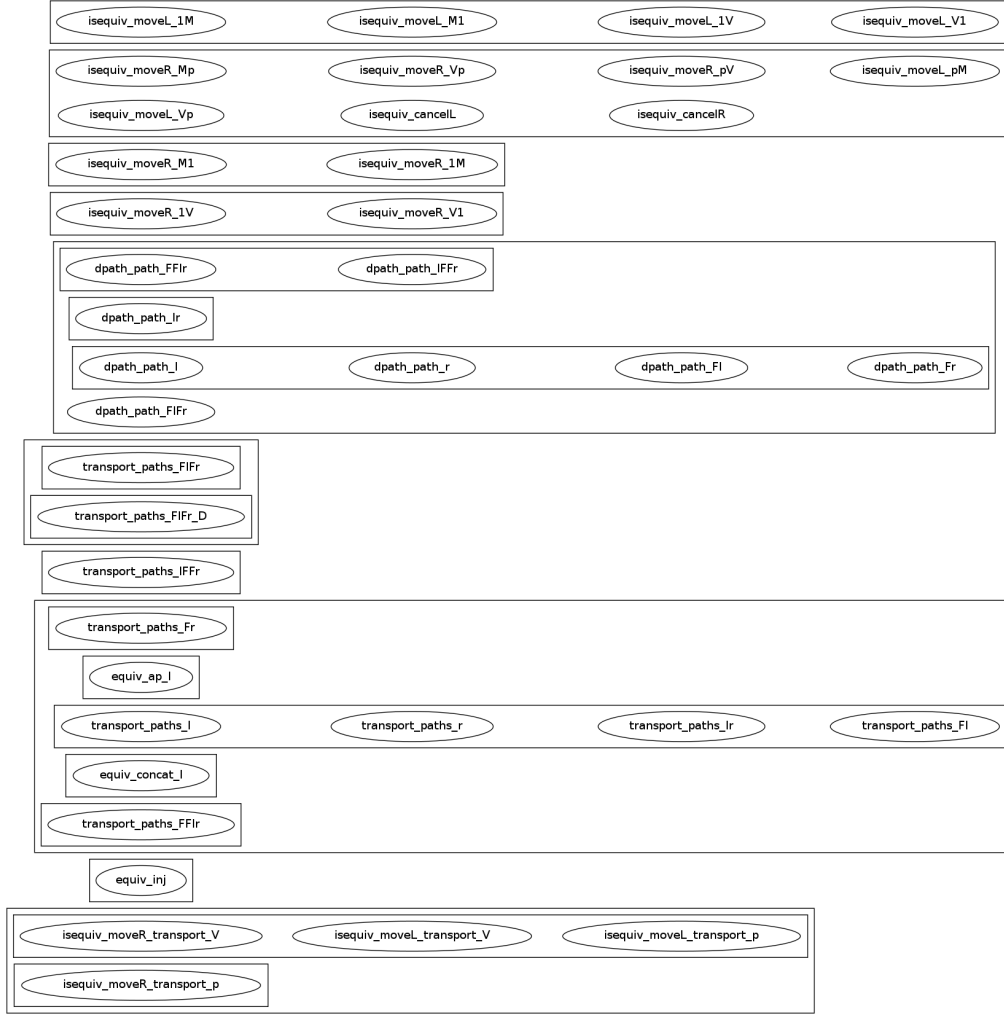 isequiv_moveL_1M isequiv_moveL_M1 isequiv_moveL_1V isequiv_moveL_V1
isequiv_moveR_Mp isequiv_moveR_Vp isequiv_moveR_pV isequiv_moveL_pM
isequiv_moveL_Vp isequiv_cancelL isequiv_cancelR
isequiv_moveR_M1 isequiv_moveR_1M
isequiv_moveR_1V isequiv_moveR_V1
dpath_path_FFlr dpath_path_lFFr
dpath_path_lr
dpath_path_l dpath_path_r dpath_path_Fl dpath_path_Fr
dpath_path_FlFr
transport_paths_FlFr
transport_paths_FlFr_D
transport_paths_lFFr
transport_paths_Fr
equiv_ap_l
transport_paths_l transport_paths_r transport_paths_lr transport_paths_Fl
equiv_concat_l
transport_paths_FFlr
equiv_inj
isequiv_moveR_transport_V isequiv_moveL_transport_V isequiv_moveL_transport_p
isequiv_moveR_transport_p